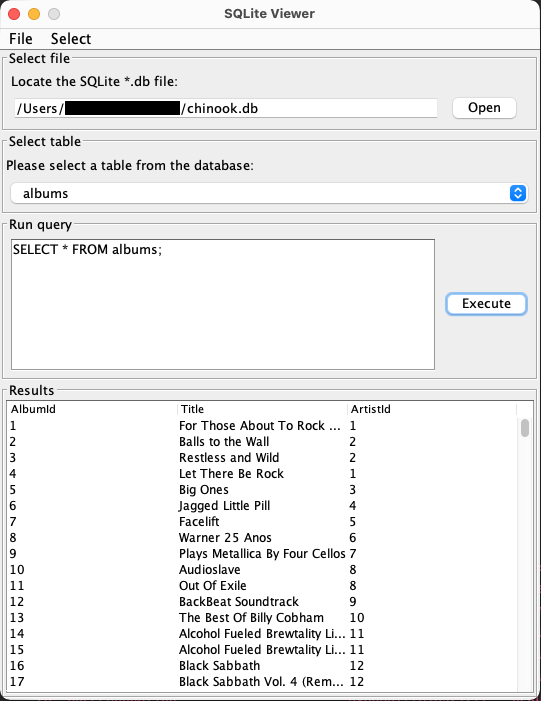 SQLite Viewer
File Select
Select file
Locate the SQLite *.db file:
/Users/ /chinook.db Open
Select table
Please select a table from the database:
albums
Run query
SELECT * FROM albums;
Execute
Results
AlbumId Title ArtistId
1 For Those About To Rock ... 1
2 Balls to the Wall 2
3 Restless and Wild 2
4 Let There Be Rock 1
5 Big Ones 3
6 Jagged Little Pill 4
7 Facelift 5
8 Warner 25 Anos 6
9 Plays Metallica By Four Cellos 7
10 Audioslave 8
11 Out Of Exile 8
12 BackBeat Soundtrack 9
13 The Best Of Billy Cobham 10
14 Alcohol Fueled Brewtality Li... 11
15 Alcohol Fueled Brewtality Li... 11
16 Black Sabbath 12
17 Black Sabbath Vol. 4 (Rem... 12